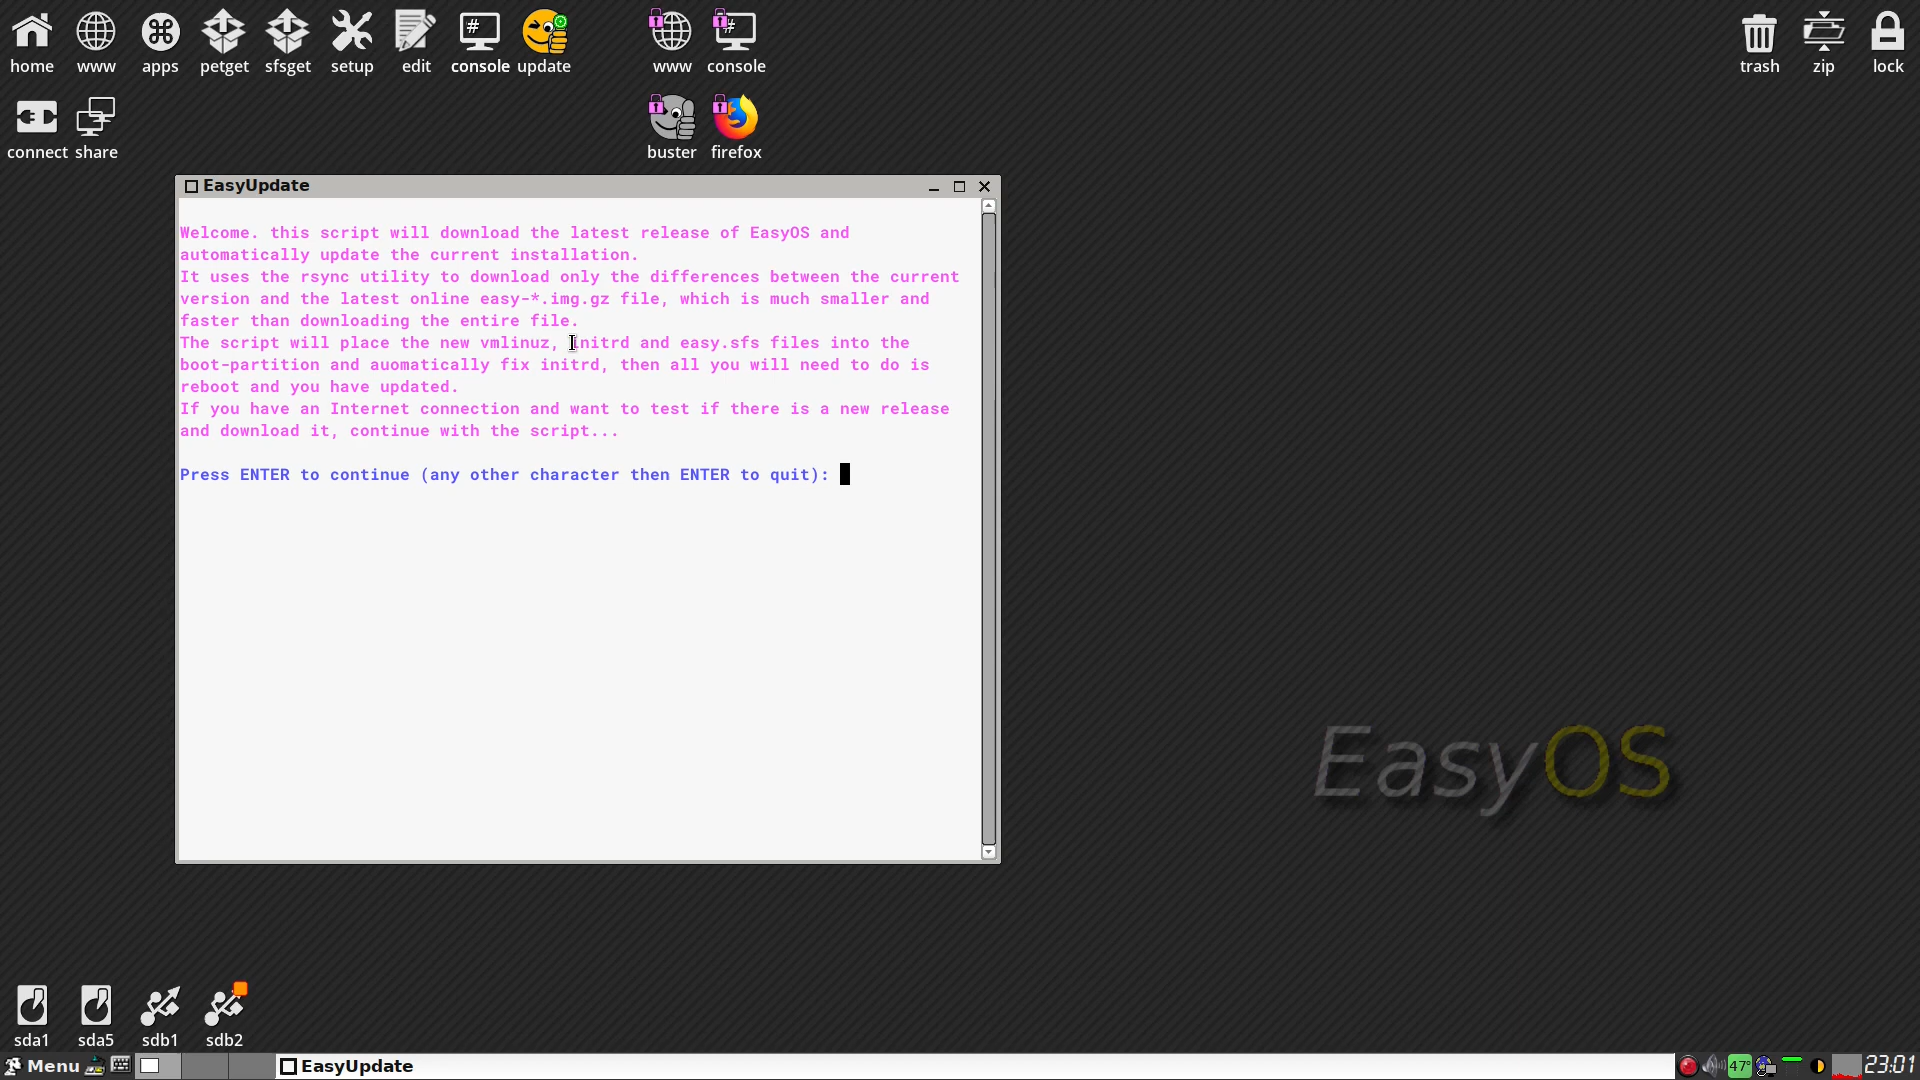 home www apps petget sfsget setup edit console update www console trash zip lock
connect share buster firefox
EasyUpdate
Welcome. this script will download the latest release of EasyOS and
automatically update the current installation.
It uses the rsync utility to download only the differences between the current
version and the latest online easy-*.img.gz file, which is much smaller and
faster than downloading the entire file.
The script will place the new vmlinuz, initrd and easy.sfs files into the
boot-partition and auomatically fix initrd, then all you will need to do is
reboot and you have updated.
If you have an Internet connection and want to test if there is a new release
and download it, continue with the script...
Press ENTER to continue (any other character then ENTER to quit):
EasyOS
sda1 sda5 sdb1 sdb2
Menu EasyUpdate 47° 23:01